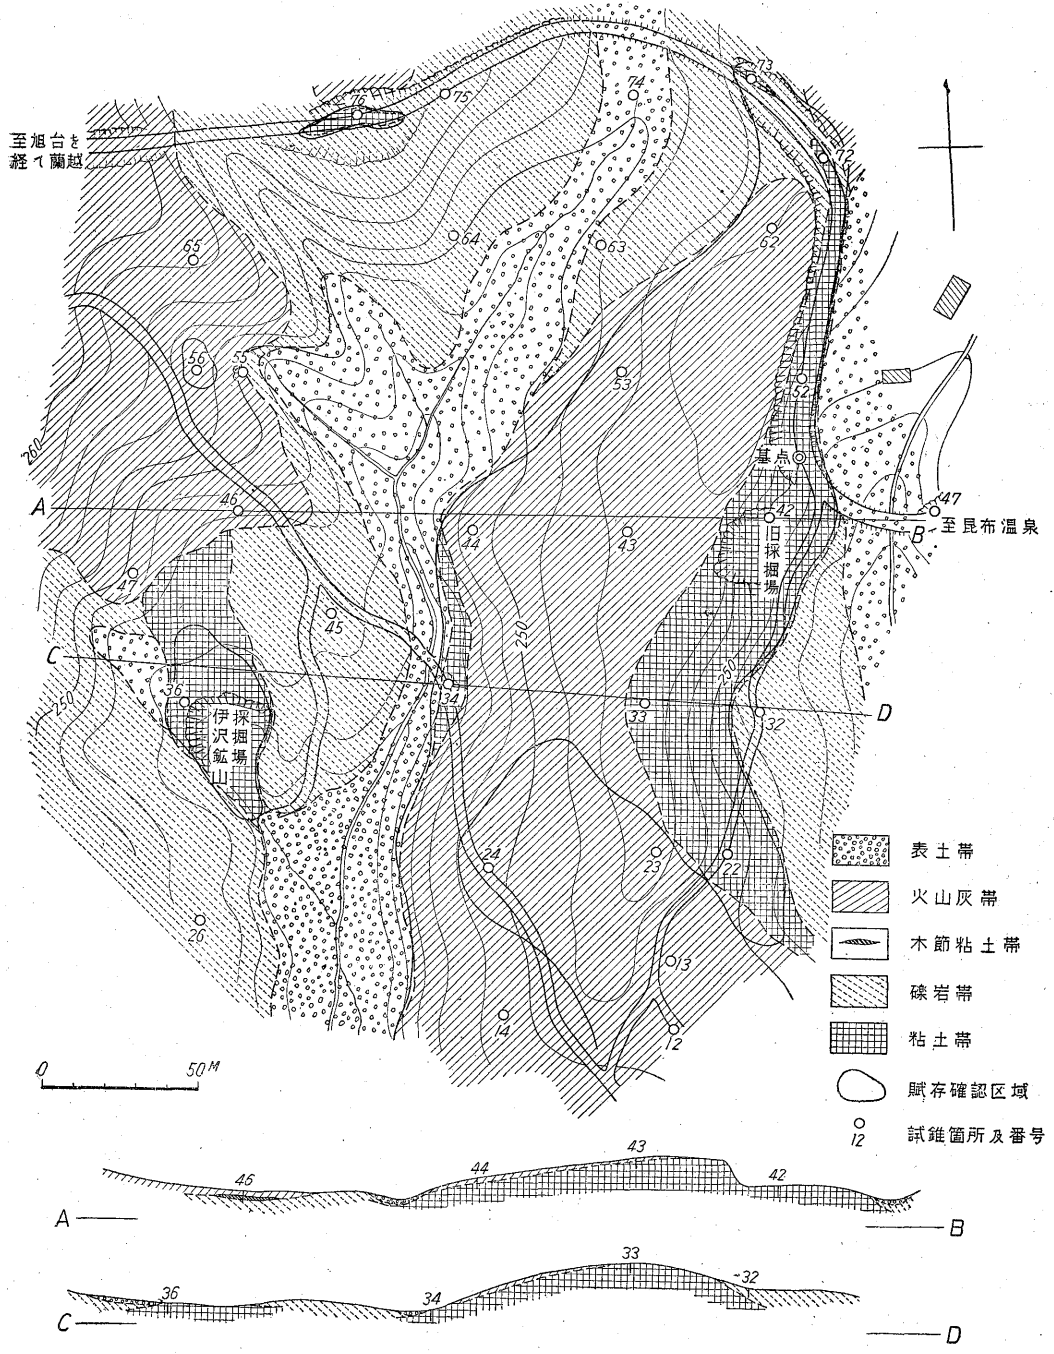 73
74
75
76
至旭台を
経て蘭越
72
62
64
63
65
56
55
53
52
260
基点
A
46
42
47
44
43
B
至昆布温泉
旧採掘場
47
45
250
C
250
36
34
33
32
D
250
採掘場
伊沢鉱山
24
23
22
26
13
14
12
表土帯
火山灰帯
木節粘土帯
礫岩帯
粘土帯
賦存確認区域
12 試錐箇所及番号
0 50M
46 44 43 42
A B
36 34 33 32
C D